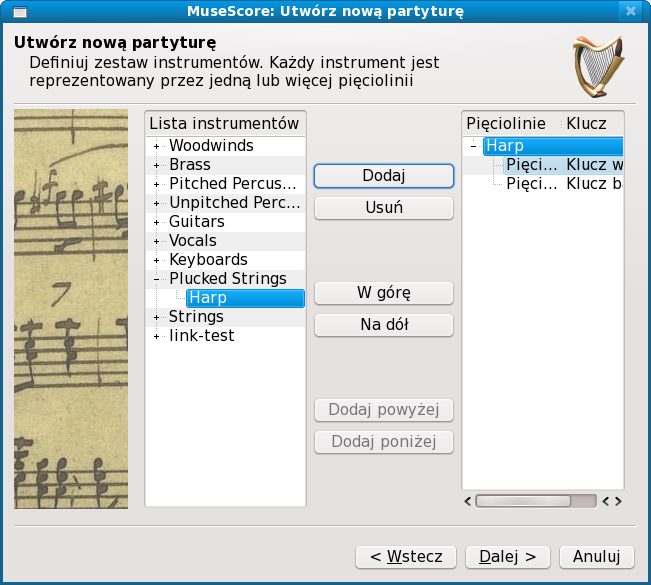 MuseScore: Utwórz nową partyturę
Utwórz nową partyturę
Definiuj zestaw instrumentów. Każdy instrument jest
reprezentowany przez jedną lub więcej pięciolinii
Lista instrumentów
Woodwinds
Brass
Pitched Percus...
Unpitched Perc...
Guitars
Vocals
Keyboards
Plucked Strings
Harp
Strings
link-test
Dodaj
Usuń
W górę
Na dół
Dodaj powyżej
Dodaj poniżej
Pięciolinie Klucz
Harp
Pięci... Klucz w
Pięci... Klucz b
< Wstecz
Dalej >
Anuluj